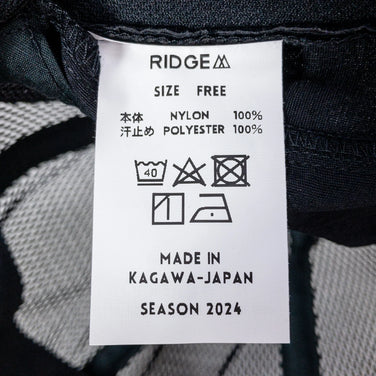 RIDGE
SIZE FREE
本体 NYLON 100%
汗止め POLYESTER 100%
40
MADE IN
KAGAWA-JAPAN
SEASON 2024